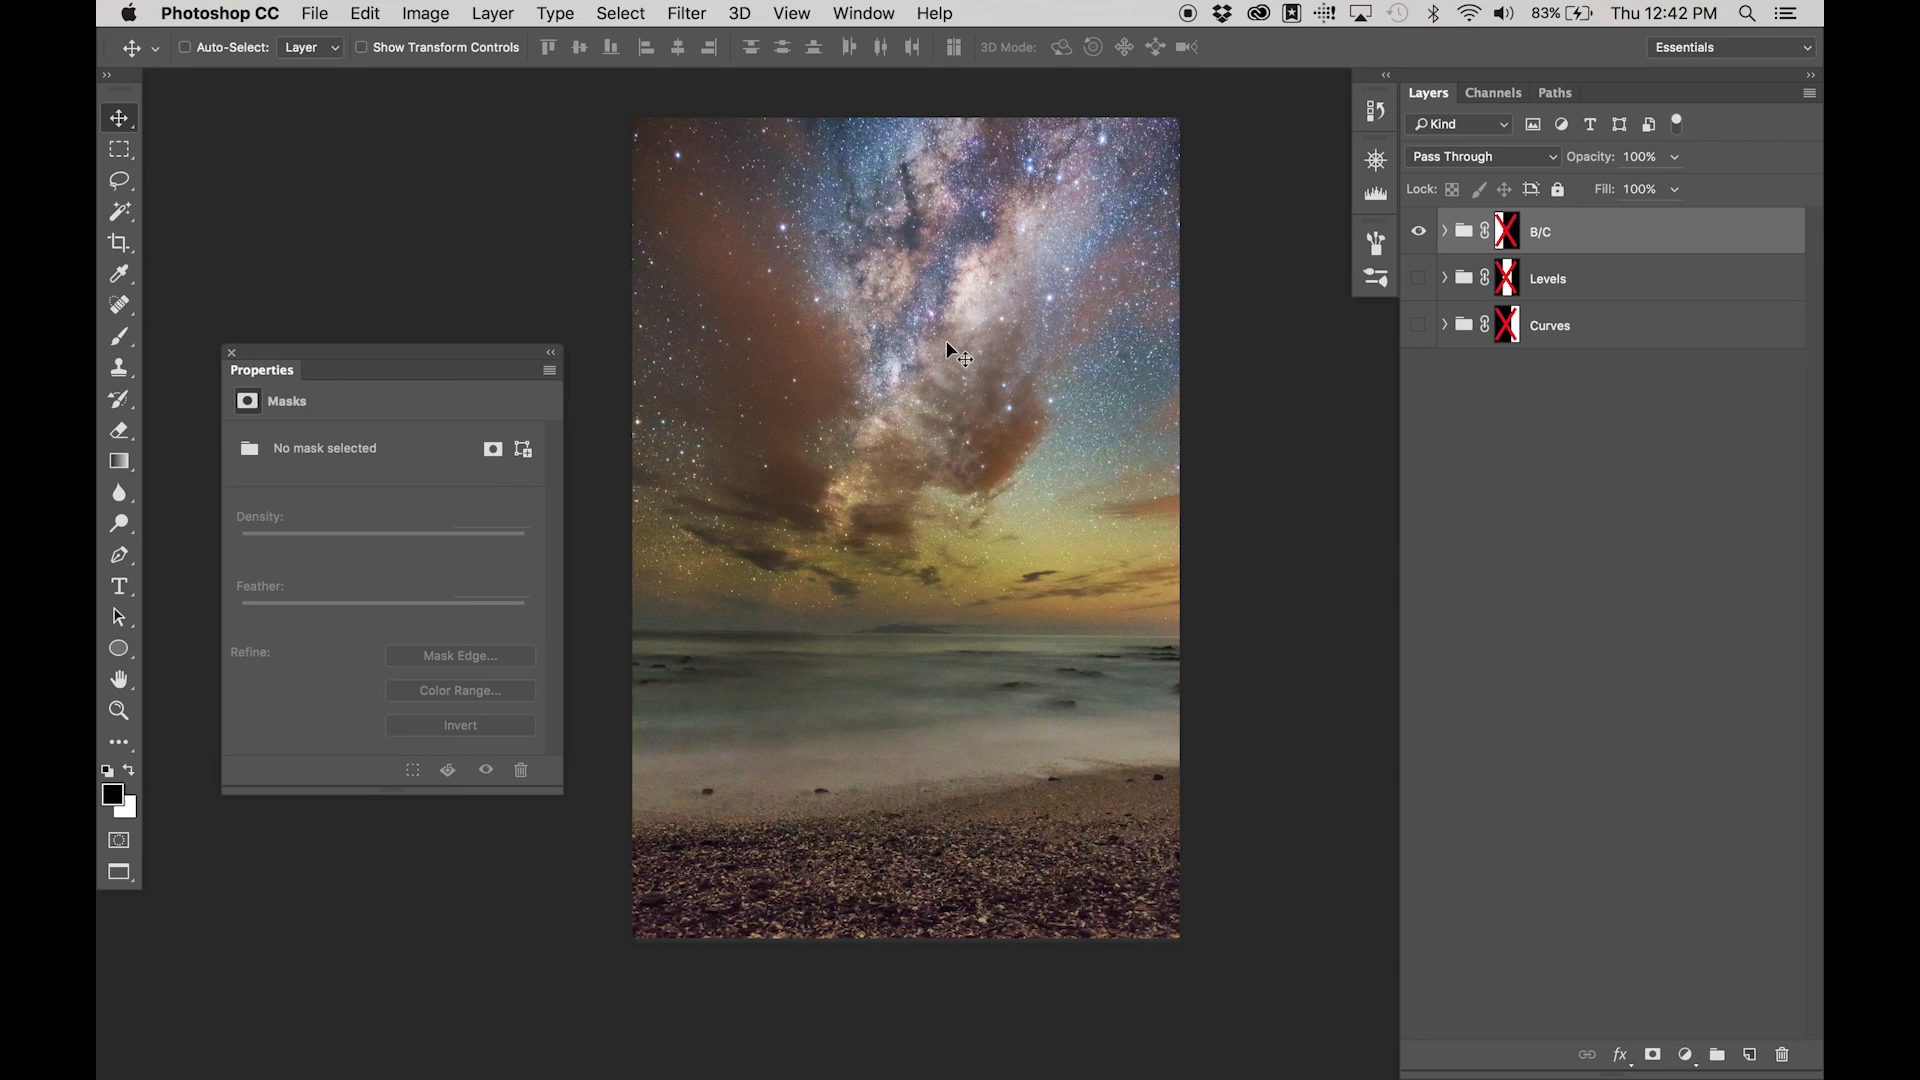 Photoshop CC File Edit Image Layer Type Select Filter 3D View Window Help 83% Thu 12:42 PM
Auto-Select: Layer Show Transform Controls 3D Mode: Essentials
Layers Channels Paths
Kind
Pass Through Opacity: 100%
Lock: Fill: 100%
B/C
Levels
Curves
Properties
Masks
No mask selected
Density:
Feather:
Refine: Mask Edge...
Color Range...
Invert
fx